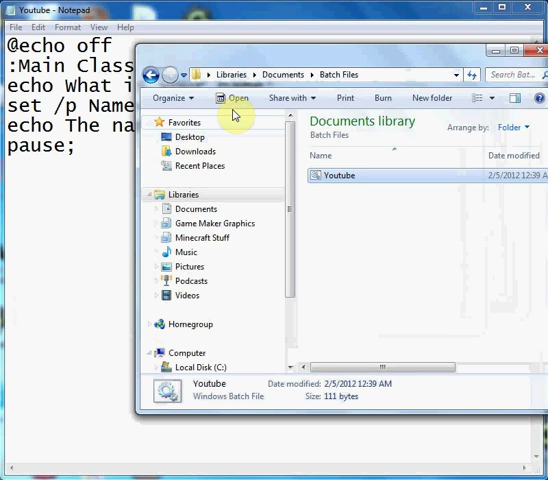 Youtube - Notepad
File Edit Format View Help
@echo off
:Main Class
echo What i
set /p Name
echo The na
pause;
Libraries Documents Batch Files
Search Bat...
Organize Open Share with Print Burn New folder
Favorites
Desktop
Downloads
Recent Places
Libraries
Documents
Game Maker Graphics
Minecraft Stuff
Music
Pictures
Podcasts
Videos
Homegroup
Computer
Local Disk (C:)
Documents library
Batch Files
Arrange by: Folder
Name Date modified
Youtube 2/5/2012 12:39 A
Youtube Date modified: 2/5/2012 12:39 AM
Windows Batch File Size: 111 bytes